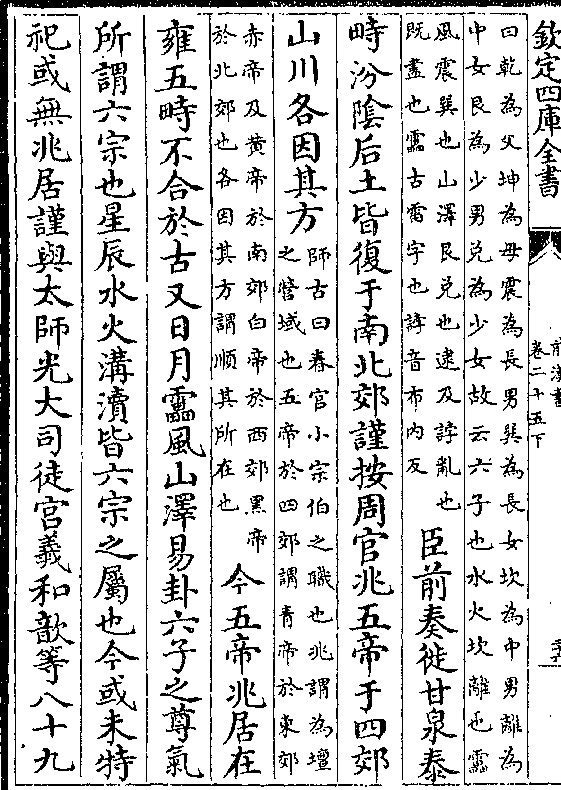 欽定四庫全書
前漢書
卷二十五下
曰乾為父坤為母震為長男巽為長女坎為中男離為
中女艮為少男兌為少女故云六子也水火坎離也靁
風震巽也山澤艮兌也逮及誖亂也
既盡也靁古雷字也誖音布内反
臣前奏徙甘泉泰
畤汾陰后土皆復于南北郊謹按周官兆五帝于四郊
山川各因其方
師古曰春官小宗伯之職也兆謂為壇
之營域也五帝於四郊謂青帝於東郊
赤帝及黄帝於南郊白帝於西郊黑帝
於北郊也各因其方謂順其所在也
今五帝兆居在
雍五畤不合於古又日月靁風山澤易卦六子之尊氣
所謂六宗也星辰水火溝瀆皆六宗之屬也今或未特
祀或無兆居謹與太師光大司徒宫義和歆等八十九